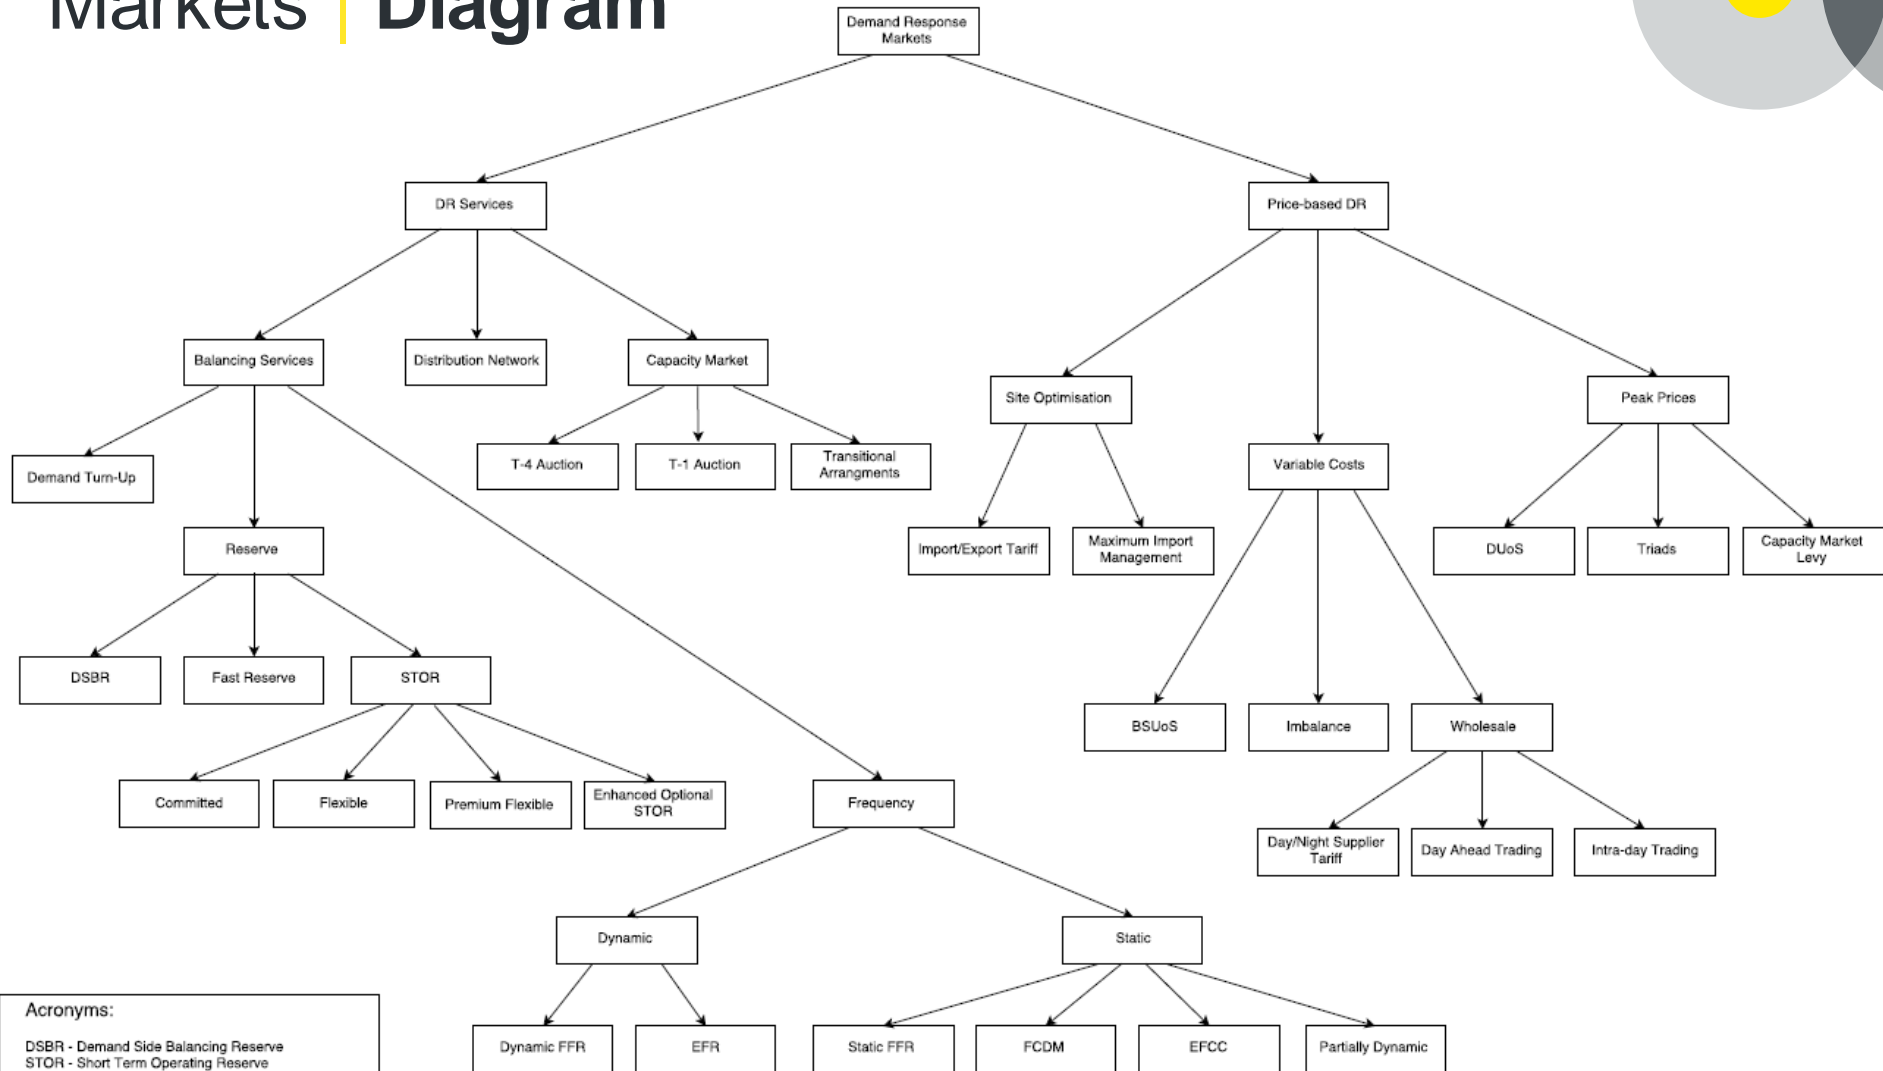 Markets | Diagram
Demand Response
Markets
DR Services
Price-based DR
Balancing Services
Distribution Network
Capacity Market
Site Optimisation
Peak Prices
Demand Turn-Up
T-4 Auction
T-1 Auction
Transitional
Arrangments
Variable Costs
Reserve
Import/Export Tariff
Maximum Import
Management
DUoS
Triads
Capacity Market
Levy
DSBR
Fast Reserve
STOR
BSUoS
Imbalance
Wholesale
Committed
Flexible
Premium Flexible
Enhanced Optional
STOR
Frequency
Day/Night Supplier
Tariff
Day Ahead Trading
Intra-day Trading
Dynamic
Static
Acronyms:
DSBR - Demand Side Balancing Reserve
STOR - Short Term Operating Reserve
Dynamic FFR
EFR
Static FFR
FCDM
EFCC
Partially Dynamic